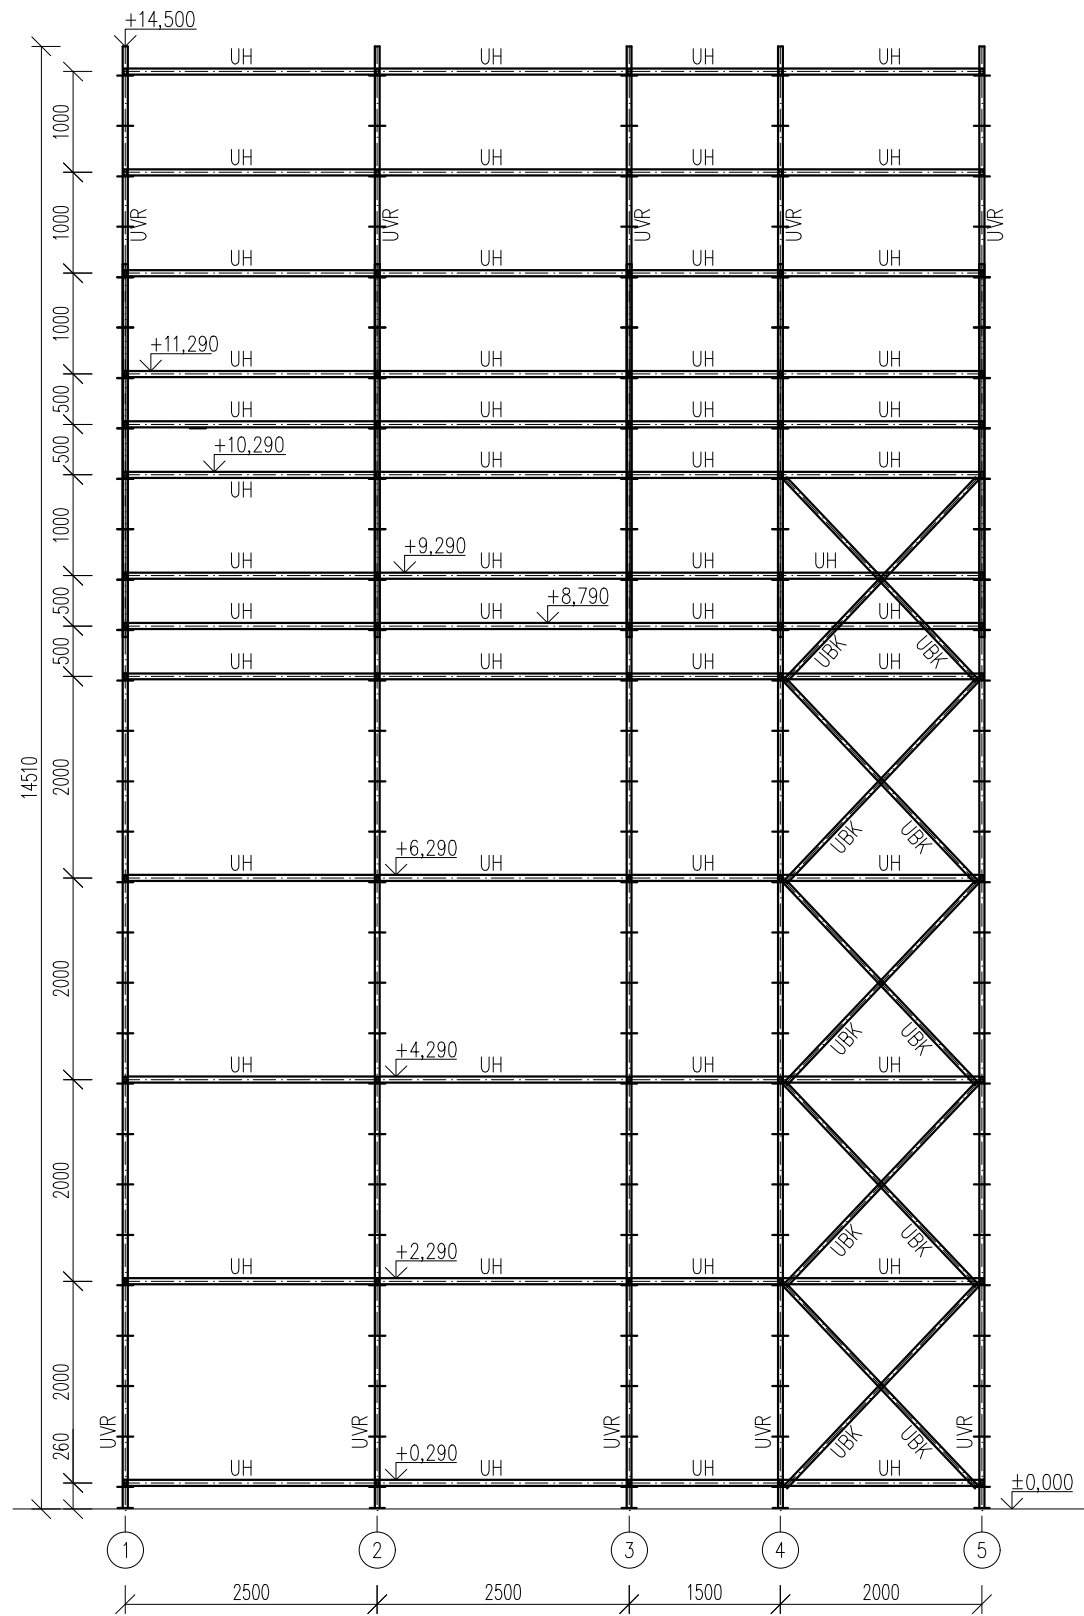 +14,500
UH UH UH UH
1000
UH UH UH UH
1000
UVR UVR UVR UVR UVR
UH UH UH UH
1000
+11,290
UH UH UH UH
500
UH UH UH UH
500
+10,290
UH UH UH
UH
1000
+9,290
UH UH UH UH
500
+8,790
UH UH UH UH
500
UBK UBK
UH UH UH UH
14510
2000
UBK UBK
+6,290
UH UH UH UH
2000
UBK UBK
+4,290
UH UH UH UH
2000
UBK UBK
+2,290
UH UH UH UH
2000
UVR UVR UVR UVR UVR
UBK UBK
260
+0,290
UH UH UH UH
±0,000
1 2 3 4 5
2500 2500 1500 2000